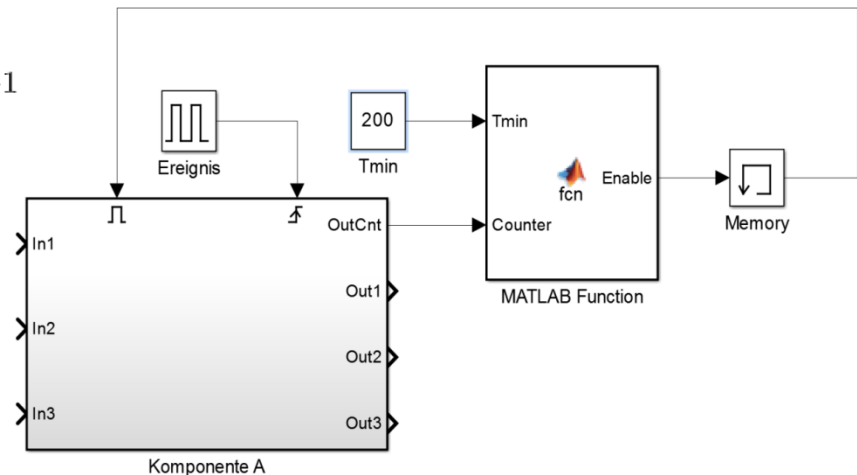 1
Ereignis
200
Tmin
Tmin
fcn
Enable
Counter
MATLAB Function
Memory
OutCnt
In1
In2
In3
Out1
Out2
Out3
Komponente A